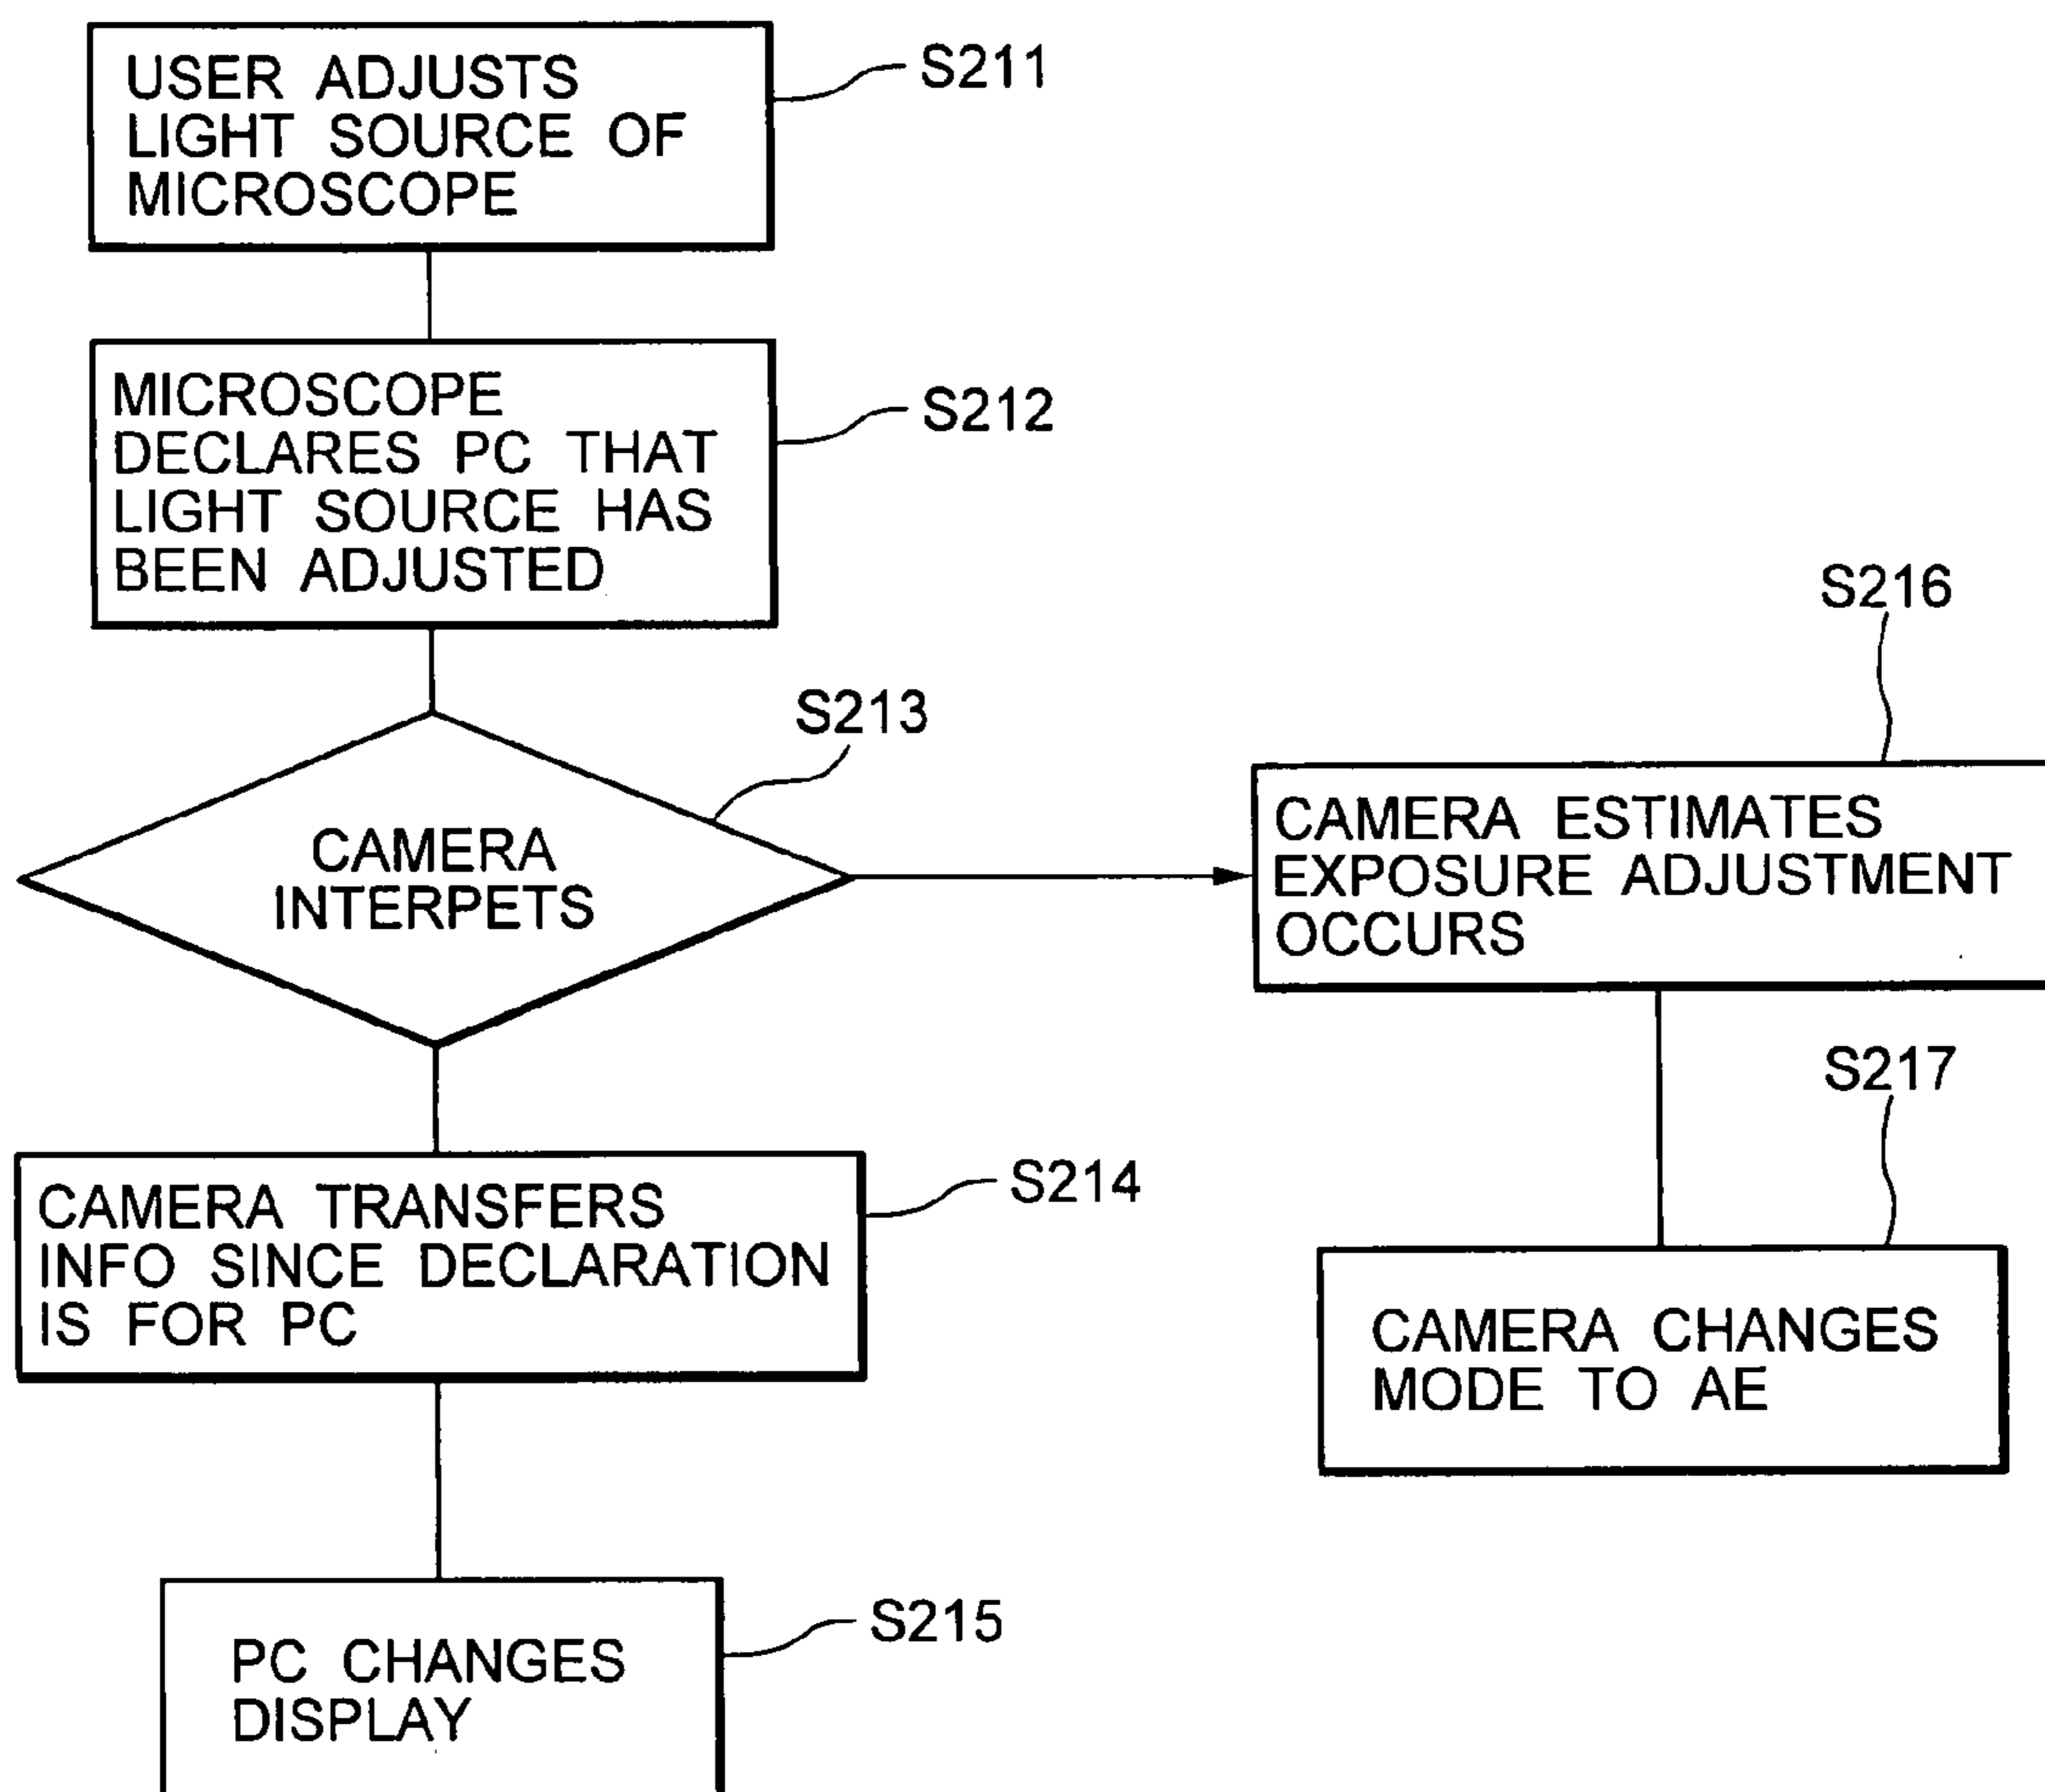 USER ADJUSTS
LIGHT SOURCE OF
MICROSCOPE
S211
MICROSCOPE
DECLARES PC THAT
LIGHT SOURCE HAS
BEEN ADJUSTED
S212
CAMERA
INTERPETS
S213
CAMERA TRANSFERS
INFO SINCE DECLARATION
IS FOR PC
S214
PC CHANGES
DISPLAY
S215
S216
CAMERA ESTIMATES
EXPOSURE ADJUSTMENT
OCCURS
S217
CAMERA CHANGES
MODE TO AE